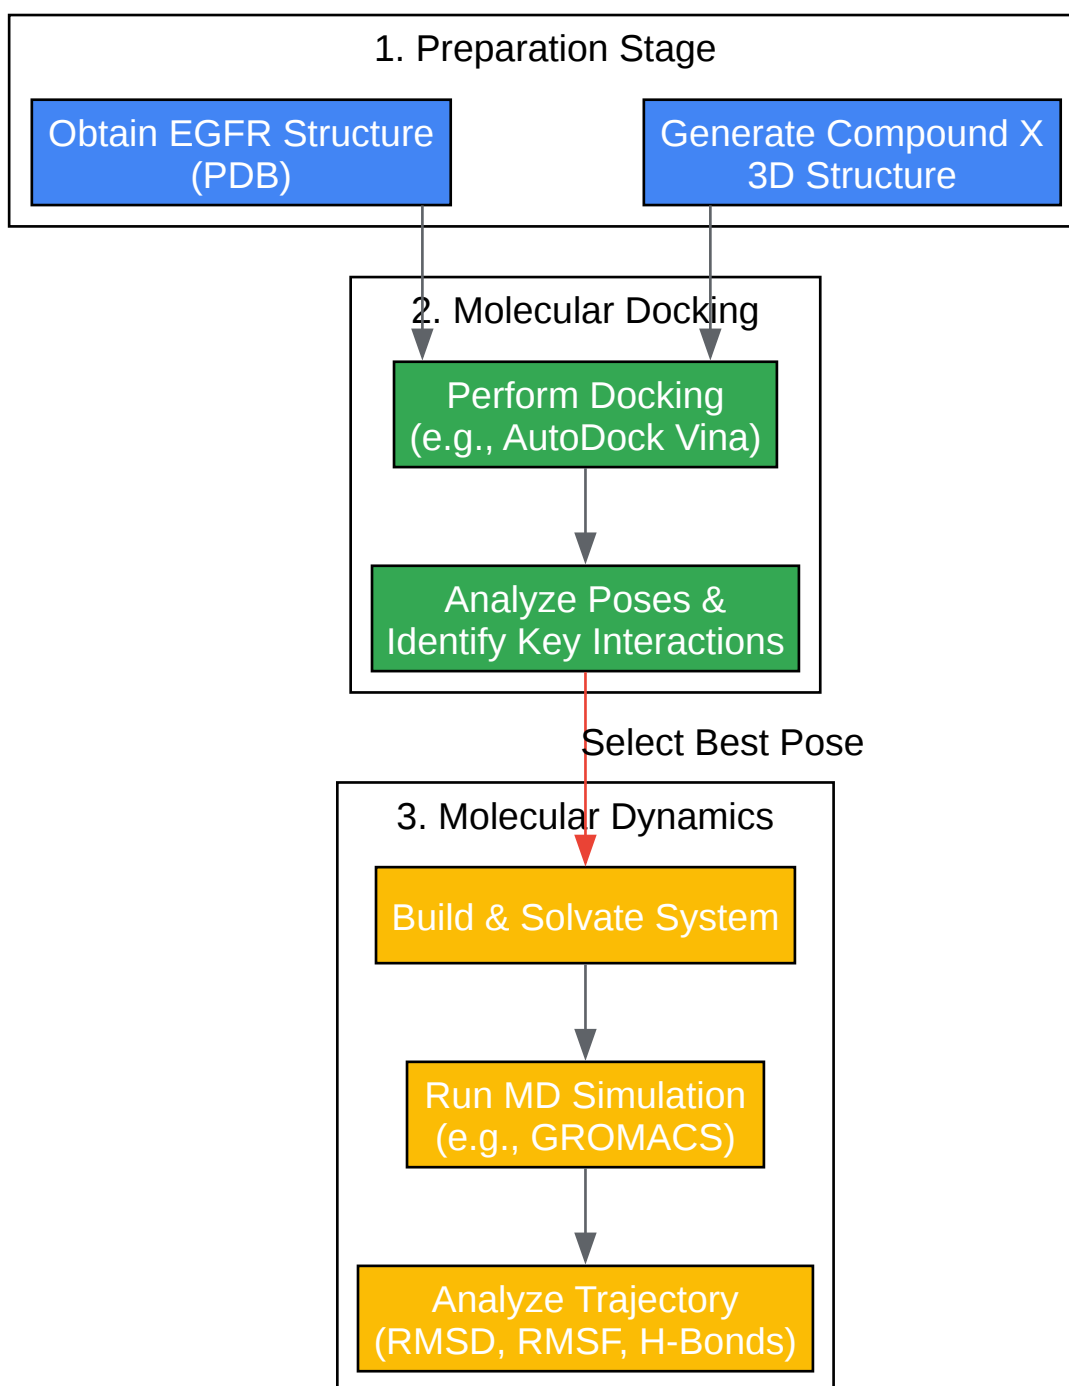 1. Preparation Stage
Obtain EGFR Structure
(PDB)
Generate Compound X
3D Structure
2. Molecular Docking
Perform Docking
(e.g., AutoDock Vina)
Analyze Poses &
Identify Key Interactions
Select Best Pose
3. Molecular Dynamics
Build & Solvate System
Run MD Simulation
(e.g., GROMACS)
Analyze Trajectory
(RMSD, RMSF, H-Bonds)